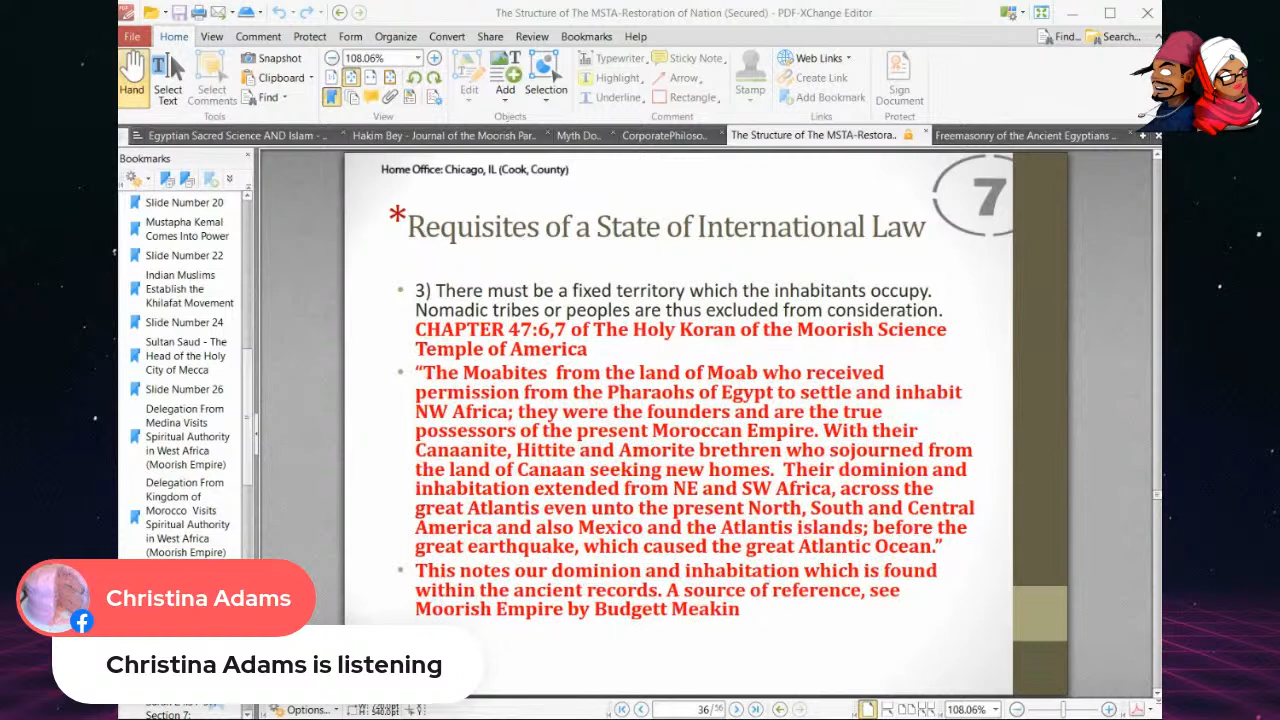 The Structure of The MSTA-Restoration of Nation (Secured) - PDF-XChange Editor
File Home View Comment Protect Form Organize Convert Share Review Bookmarks Help
Find... Search...
Hand
Select Text
Select Comments
Snapshot
Clipboard
Find
Tools
108.06%
View
Edit
Add
Selection
Objects
Typewriter
Highlight
Underline
Sticky Note
Arrow
Rectangle
Stamp
Comment
Web Links
Create Link
Add Bookmark
Links
Sign Document
Protect
Egyptian Sacred Science AND Islam - ...
Hakim Bey - Journal of the Moorish Par...
Myth Do...
CorporatePhiloso...
The Structure of The MSTA-Restora...
Freemasonry of the Ancient Egyptians ...
Bookmarks
Slide Number 20
Mustapha Kemal
Comes Into Power
Slide Number 22
Indian Muslims
Establish the
Khilafat Movement
Slide Number 24
Sultan Saud - The
Head of the Holy
City of Mecca
Slide Number 26
Delegation From
Medina Visits
Spiritual Authority
in West Africa
(Moorish Empire)
Delegation From
Kingdom of
Morocco Visits
Spiritual Authority
in West Africa
(Moorish Empire)
Section 7:
Home Office: Chicago, IL (Cook, County)
7
*Requisites of a State of International Law
• 3) There must be a fixed territory which the inhabitants occupy.
Nomadic tribes or peoples are thus excluded from consideration.
CHAPTER 47:6,7 of The Holy Koran of the Moorish Science
Temple of America
• “The Moabites from the land of Moab who received
permission from the Pharaohs of Egypt to settle and inhabit
NW Africa; they were the founders and are the true
possessors of the present Moroccan Empire. With their
Canaanite, Hittite and Amorite brethren who sojourned from
the land of Canaan seeking new homes. Their dominion and
inhabitation extended from NE and SW Africa, across the
great Atlantis even unto the present North, South and Central
America and also Mexico and the Atlantis islands; before the
great earthquake, which caused the great Atlantic Ocean.”
• This notes our dominion and inhabitation which is found
within the ancient records. A source of reference, see
Moorish Empire by Budgett Meakin
Christina Adams
Christina Adams is listening
Options...
36 / 56
108.06%